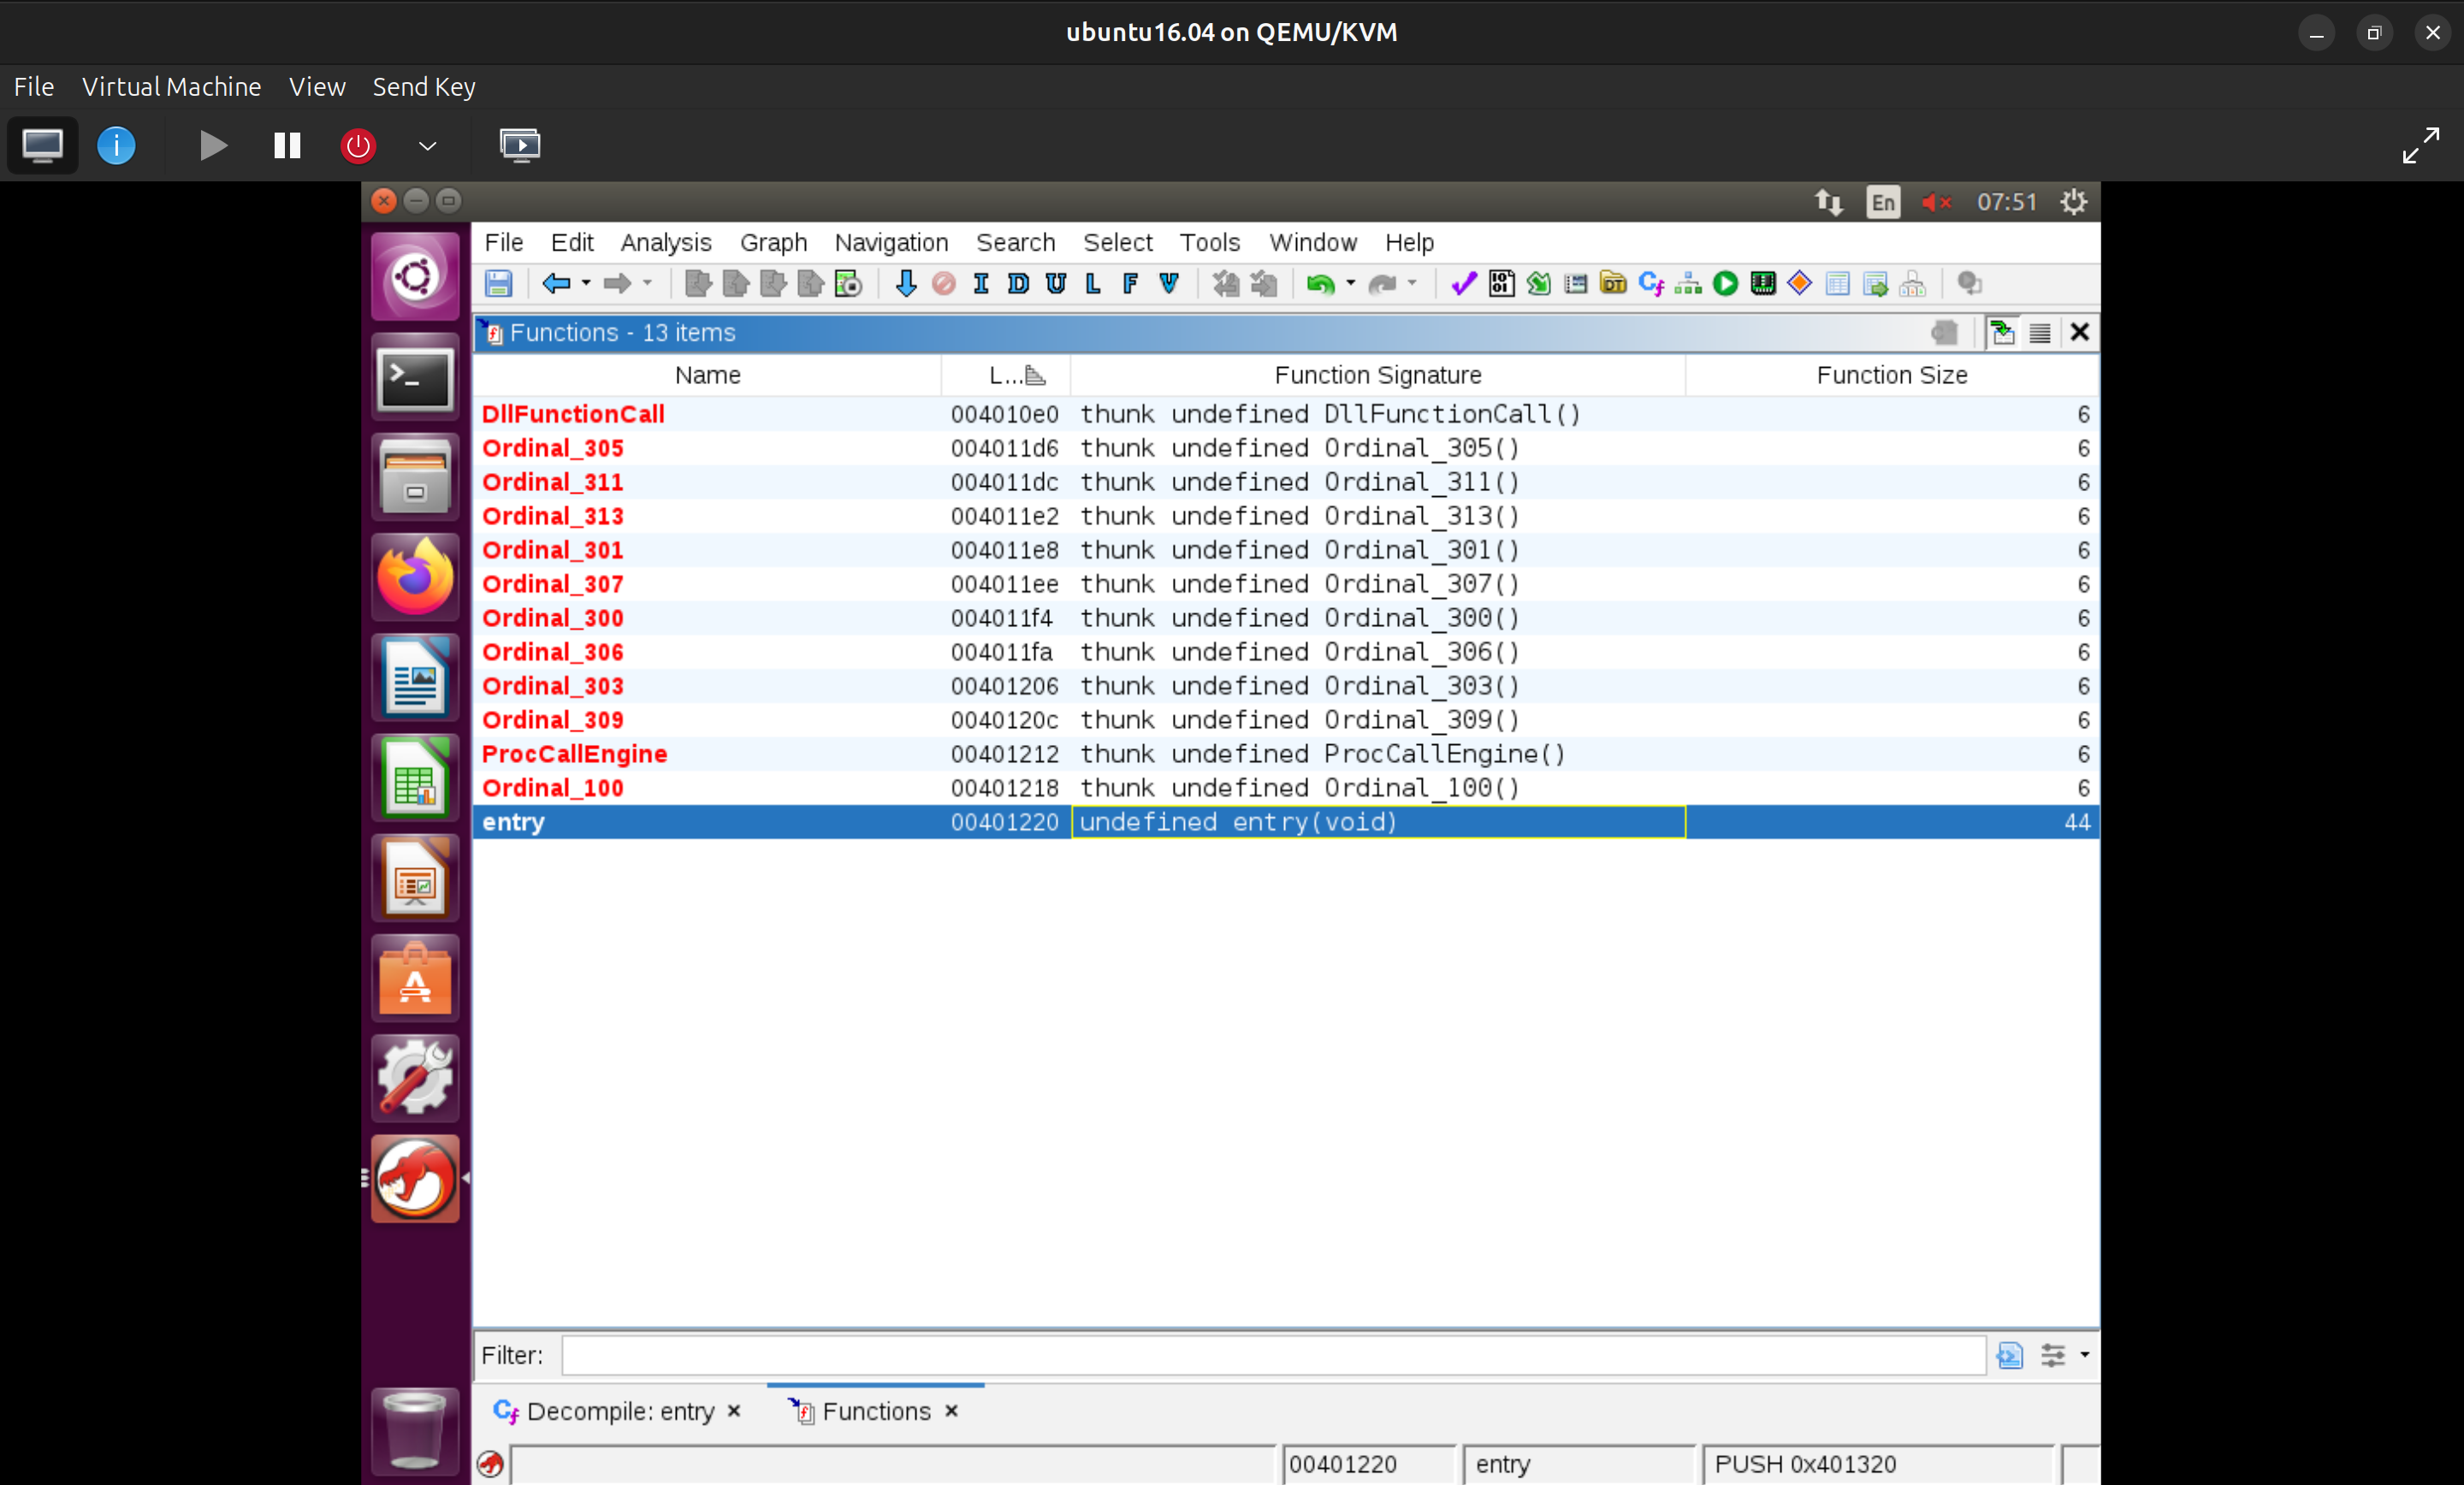 ubuntu16.04 on QEMU/KVM
File Virtual Machine View Send Key
En 07:51
File Edit Analysis Graph Navigation Search Select Tools Window Help
I D U L F V
Functions - 13 items
Name L... Function Signature Function Size
DllFunctionCall 004010e0 thunk undefined DllFunctionCall() 6
Ordinal_305 004011d6 thunk undefined Ordinal_305() 6
Ordinal_311 004011dc thunk undefined Ordinal_311() 6
Ordinal_313 004011e2 thunk undefined Ordinal_313() 6
Ordinal_301 004011e8 thunk undefined Ordinal_301() 6
Ordinal_307 004011ee thunk undefined Ordinal_307() 6
Ordinal_300 004011f4 thunk undefined Ordinal_300() 6
Ordinal_306 004011fa thunk undefined Ordinal_306() 6
Ordinal_303 00401206 thunk undefined Ordinal_303() 6
Ordinal_309 0040120c thunk undefined Ordinal_309() 6
ProcCallEngine 00401212 thunk undefined ProcCallEngine() 6
Ordinal_100 00401218 thunk undefined Ordinal_100() 6
entry 00401220 undefined entry(void) 44
Filter:
Decompile: entry Functions
00401220 entry PUSH 0x401320